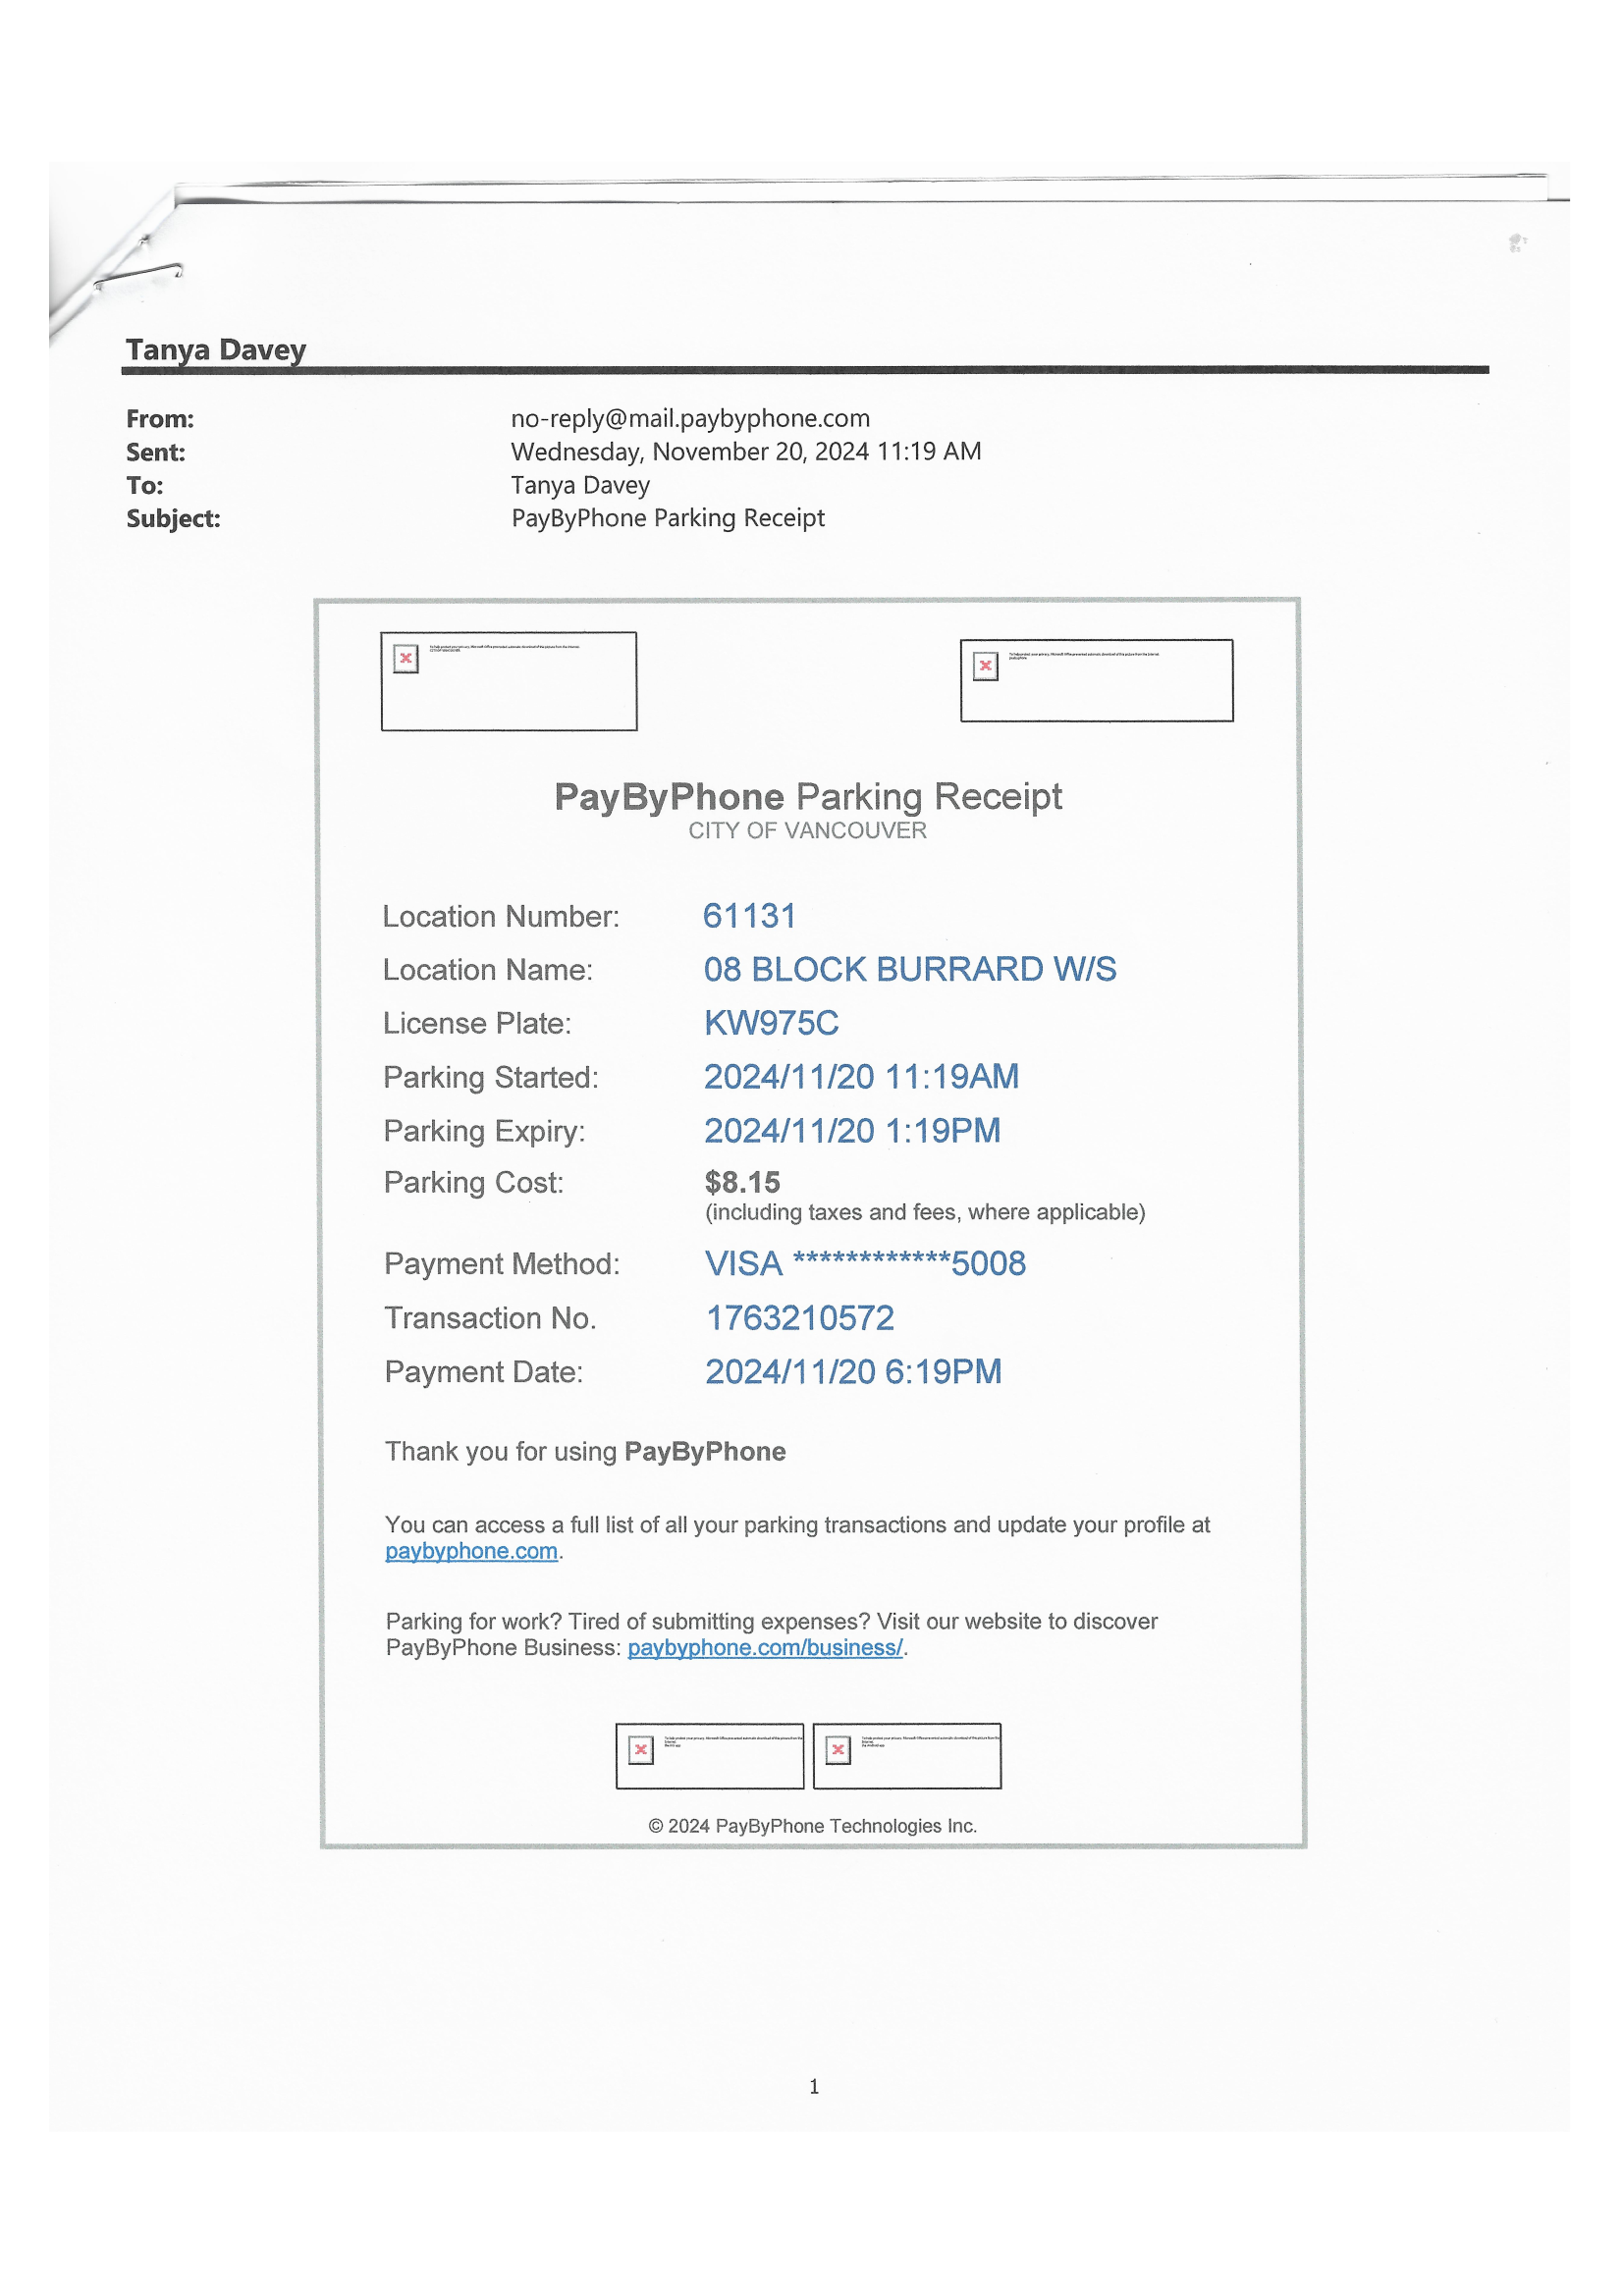 Tanya Davey
From: no-reply@mail.paybyphone.com
Sent: Wednesday, November 20, 2024 11:19 AM
To: Tanya Davey
Subject: PayByPhone Parking Receipt
PayByPhone Parking Receipt
CITY OF VANCOUVER
Location Number: 61131
Location Name: 08 BLOCK BURRARD W/S
License Plate: KW975C
Parking Started: 2024/11/20 11:19AM
Parking Expiry: 2024/11/20 1:19PM
Parking Cost: $8.15
(including taxes and fees, where applicable)
Payment Method: VISA ************5008
Transaction No. 1763210572
Payment Date: 2024/11/20 6:19PM
Thank you for using PayByPhone
You can access a full list of all your parking transactions and update your profile at
paybyphone.com.
Parking for work? Tired of submitting expenses? Visit our website to discover
PayByPhone Business: paybyphone.com/business/.
© 2024 PayByPhone Technologies Inc.
1